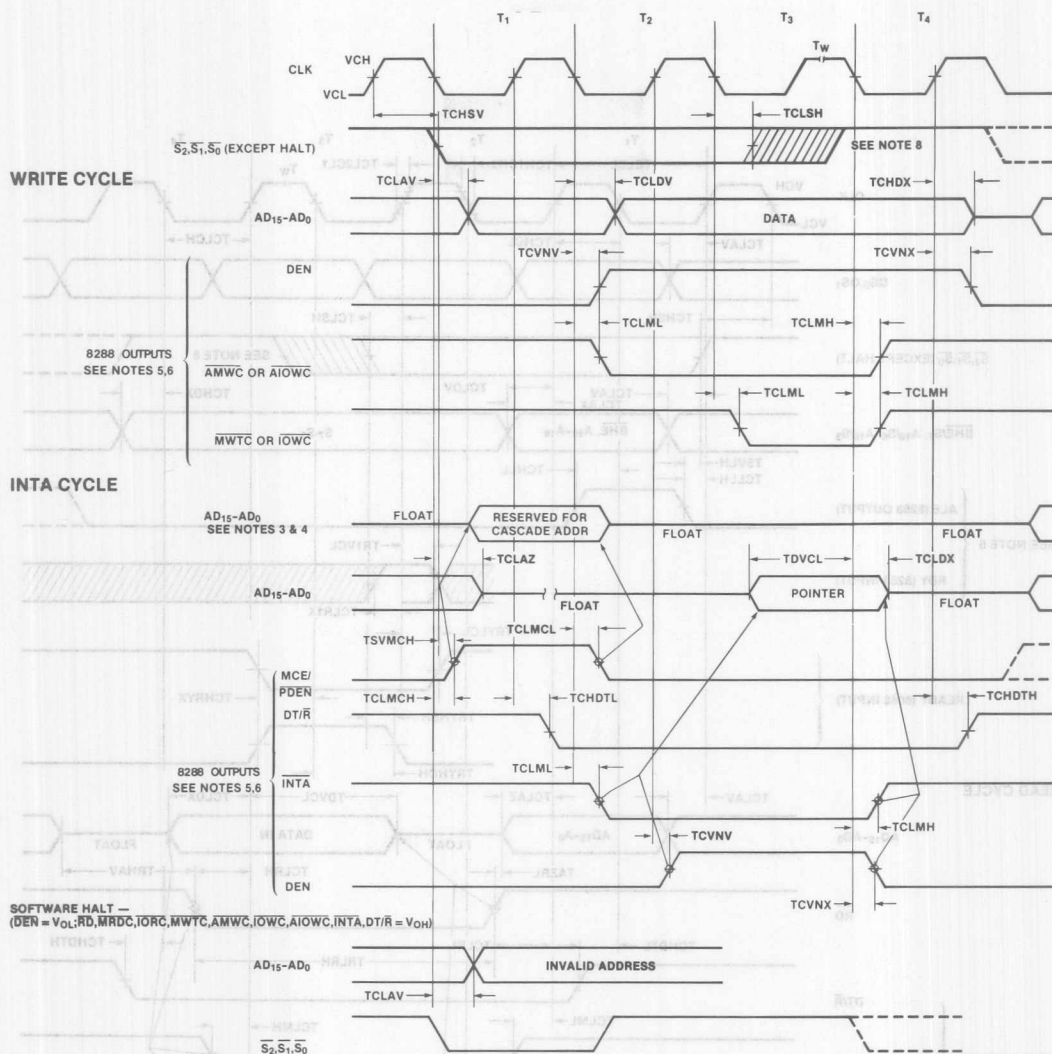 T1 T2 T3 T4
TW
VCH
CLK
VCL
TCHSV
TCLSH
S2,S1,S0 (EXCEPT HALT)
SEE NOTE 8
WRITE CYCLE
TCLAV
TCLDV
TCHDX
AD15-AD0
DATA
TCVNV
TCVNX
DEN
TCLML
TCLMH
8288 OUTPUTS
SEE NOTES 5,6
AMWC OR AIOWC
TCLML
TCLMH
MWTC OR IOWC
INTA CYCLE
AD15-AD0
SEE NOTES 3 & 4
FLOAT
RESERVED FOR
CASCADE ADDR
FLOAT
FLOAT
TCLAZ
TDVCL
TCLDX
AD15-AD0
FLOAT
POINTER
FLOAT
TSVMCH
TCLMCL
MCE/
PDEN
TCLMCH
TCHDTL
TCHDTH
DT/R
8288 OUTPUTS
SEE NOTES 5,6
TCLML
INTA
TCLMH
TCVNV
DEN
TCVNX
SOFTWARE HALT —
(DEN = VOL;RD,MRDC,IORC,MWTC,AMWC,IOWC,AIOWC,INTA,DT/R = VOH)
AD15-AD0
INVALID ADDRESS
TCLAV
S2,S1,S0